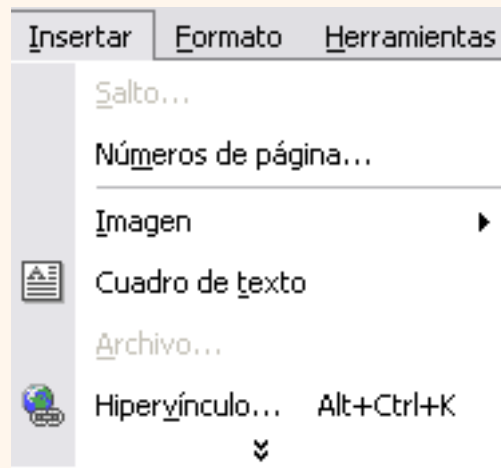 Insertar Formato Herramientas
Salto...
Números de página...
Imagen
Cuadro de texto
Archivo...
Hipervínculo... Alt+Ctrl+K